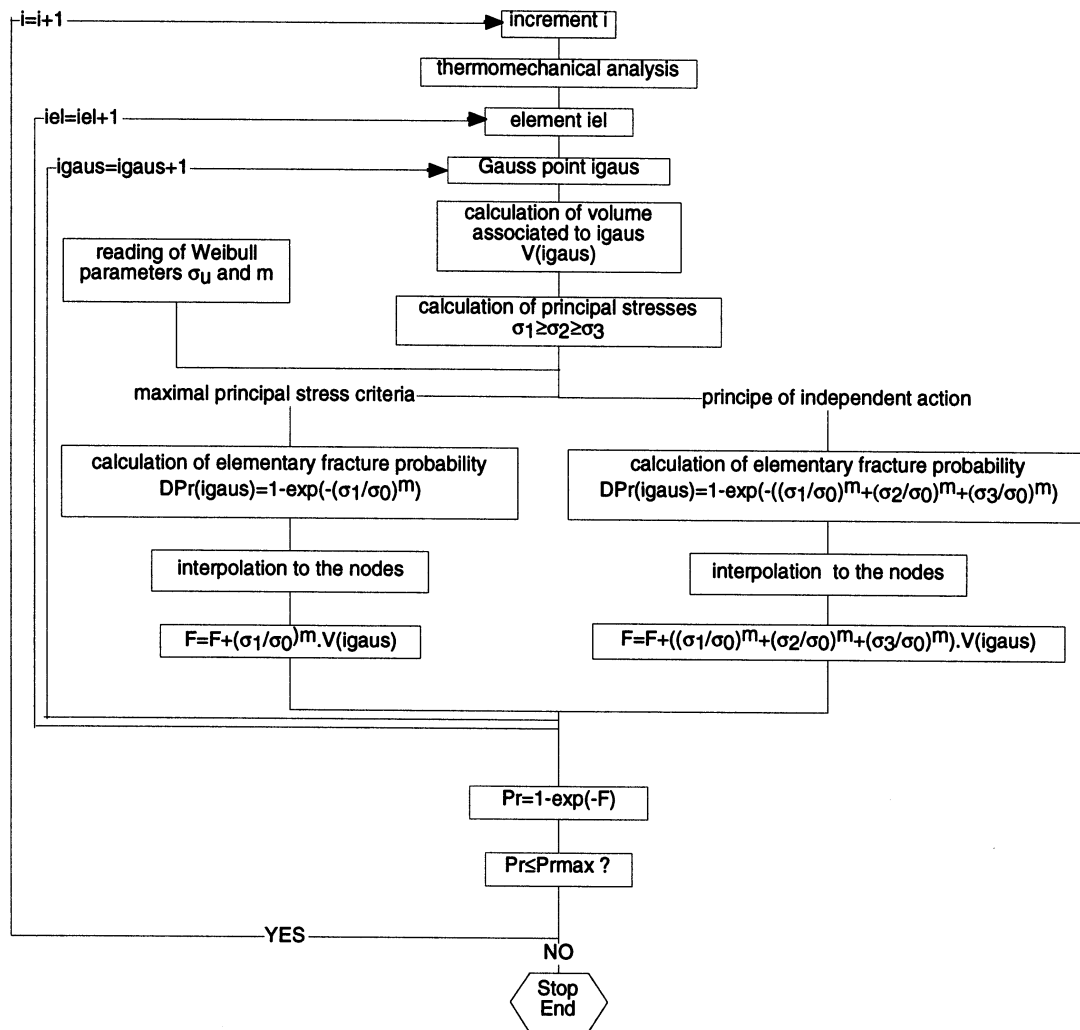 i=i+1
increment i
thermomechanical analysis
iel=iel+1
element iel
igaus=igaus+1
Gauss point igaus
calculation of volume
associated to igaus
V(igaus)
reading of Weibull
parameters σu and m
calculation of principal stresses
σ1≥σ2≥σ3
maximal principal stress criteria
principe of independent action
calculation of elementary fracture probability
DPr(igaus)=1-exp(-(σ1/σ0)m)
calculation of elementary fracture probability
DPr(igaus)=1-exp(-((σ1/σ0)m+(σ2/σ0)m+(σ3/σ0)m)
interpolation to the nodes
interpolation to the nodes
F=F+(σ1/σ0)m.V(igaus)
F=F+((σ1/σ0)m+(σ2/σ0)m+(σ3/σ0)m).V(igaus)
Pr=1-exp(-F)
Pr≤Prmax ?
YES
NO
Stop
End